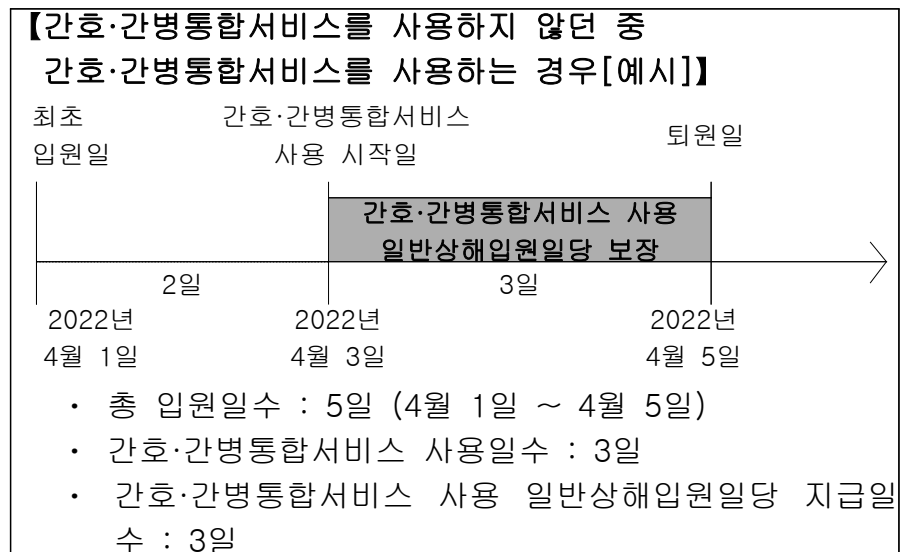 【간호·간병통합서비스를 사용하지 않던 중
간호·간병통합서비스를 사용하는 경우[예시]】
최초
입원일
간호·간병통합서비스
사용 시작일
퇴원일
간호·간병통합서비스 사용
일반상해입원일당 보장
2일
3일
2022년
4월 1일
2022년
4월 3일
2022년
4월 5일
· 총 입원일수 : 5일 (4월 1일 ~ 4월 5일)
· 간호·간병통합서비스 사용일수 : 3일
· 간호·간병통합서비스 사용 일반상해입원일당 지급일
수 : 3일